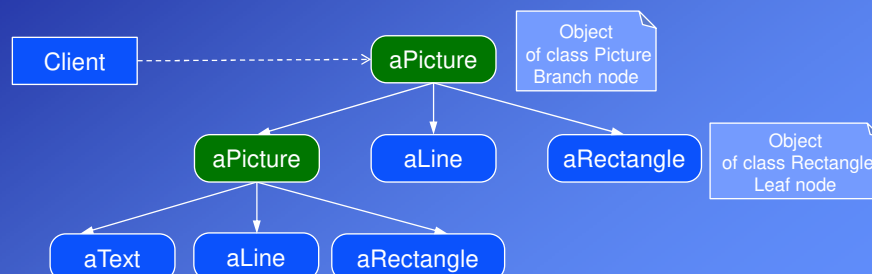 Client
aPicture
Object
of class Picture
Branch node
aPicture
aLine
aRectangle
Object
of class Rectangle
Leaf node
aText
aLine
aRectangle